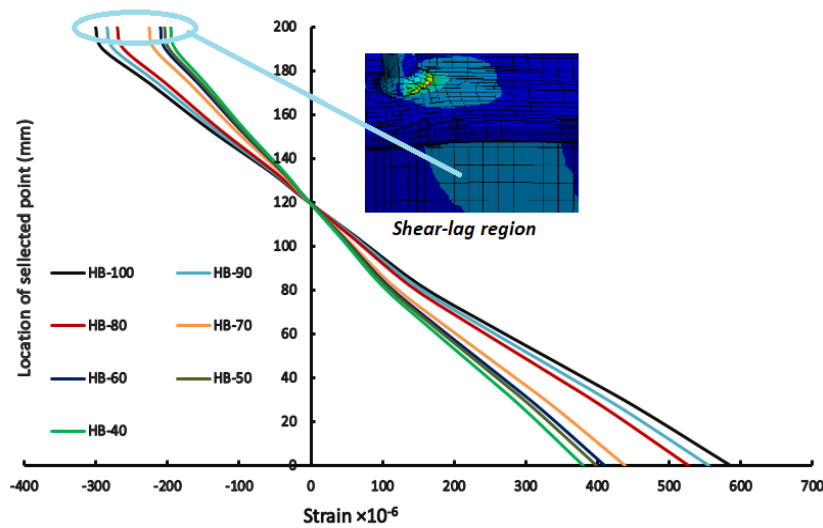 200
180
160
140
120
100
80
60
40
20
0
Location of sellected point (mm)
Shear-lag region
HB-100
HB-90
HB-80
HB-70
HB-60
HB-50
HB-40
-400 -300 -200 -100 0 100 200 300 400 500 600 700
Strain ×10⁻⁶